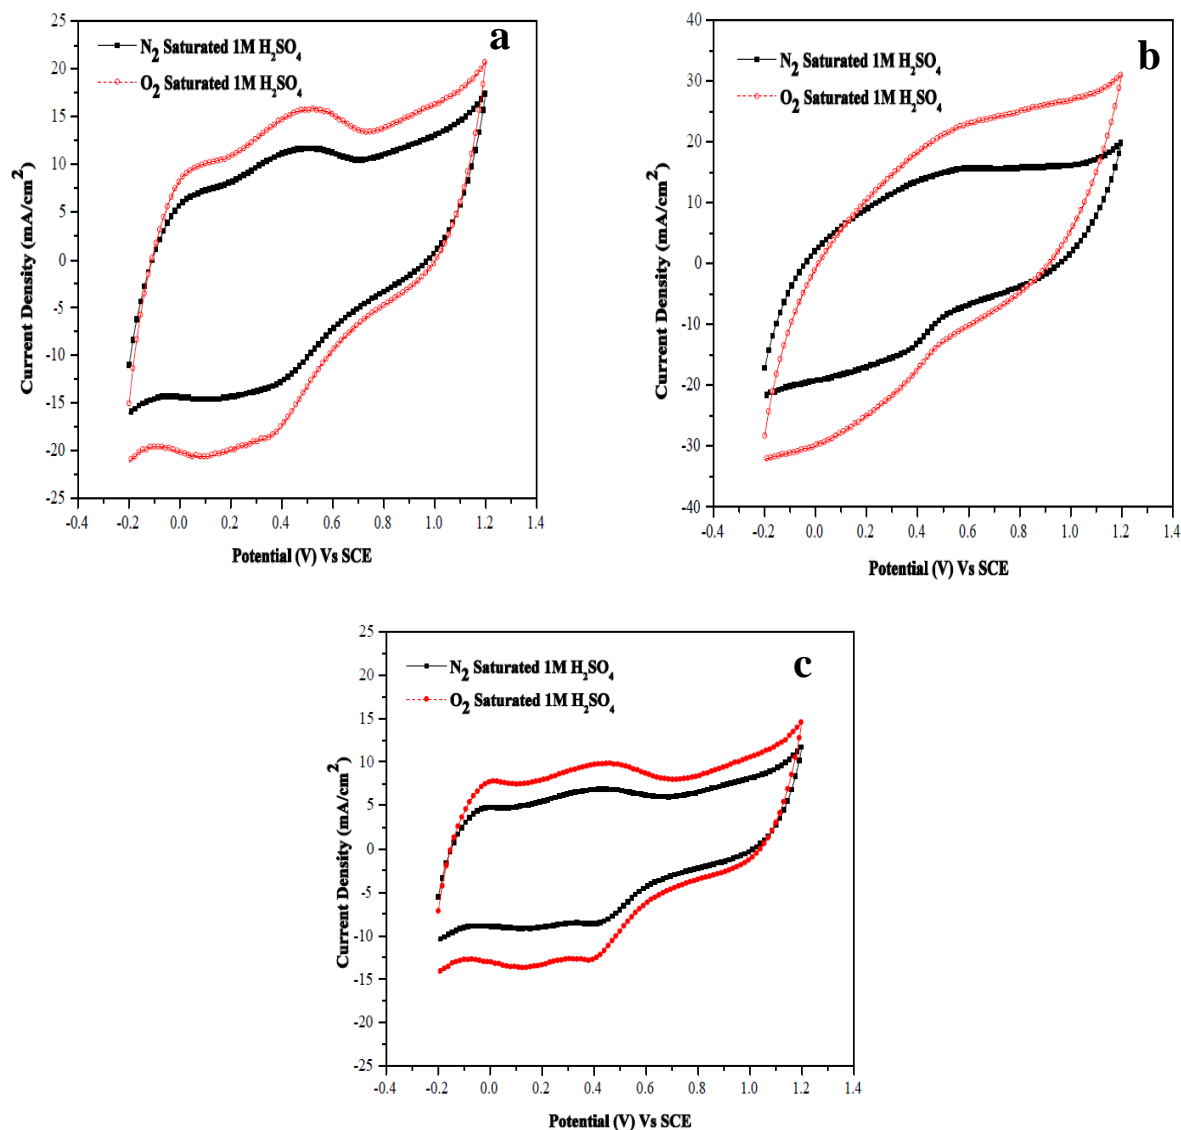 a
N₂ Saturated 1M H₂SO₄
O₂ Saturated 1M H₂SO₄
25
20
15
10
5
0
-5
-10
-15
-20
-25
Current Density (mA/cm²)
-0.4 -0.2 0.0 0.2 0.4 0.6 0.8 1.0 1.2 1.4
Potential (V) Vs SCE
b
N₂ Saturated 1M H₂SO₄
O₂ Saturated 1M H₂SO₄
40
30
20
10
0
-10
-20
-30
-40
Current Density (mA/cm²)
-0.4 -0.2 0.0 0.2 0.4 0.6 0.8 1.0 1.2 1.4
Potential (V) Vs SCE
c
N₂ Saturated 1M H₂SO₄
O₂ Saturated 1M H₂SO₄
25
20
15
10
5
0
-5
-10
-15
-20
-25
Current Density (mA/cm²)
-0.4 -0.2 0.0 0.2 0.4 0.6 0.8 1.0 1.2 1.4
Potential (V) Vs SCE